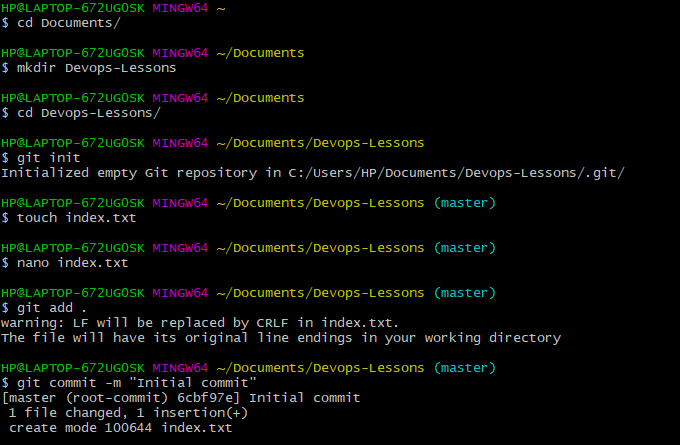 HP@LAPTOP-672UG0SK MINGW64 ~
$ cd Documents/
HP@LAPTOP-672UG0SK MINGW64 ~/Documents
$ mkdir Devops-Lessons
HP@LAPTOP-672UG0SK MINGW64 ~/Documents
$ cd Devops-Lessons/
HP@LAPTOP-672UG0SK MINGW64 ~/Documents/Devops-Lessons
$ git init
Initialized empty Git repository in C:/Users/HP/Documents/Devops-Lessons/.git/
HP@LAPTOP-672UG0SK MINGW64 ~/Documents/Devops-Lessons (master)
$ touch index.txt
HP@LAPTOP-672UG0SK MINGW64 ~/Documents/Devops-Lessons (master)
$ nano index.txt
HP@LAPTOP-672UG0SK MINGW64 ~/Documents/Devops-Lessons (master)
$ git add .
warning: LF will be replaced by CRLF in index.txt.
The file will have its original line endings in your working directory
HP@LAPTOP-672UG0SK MINGW64 ~/Documents/Devops-Lessons (master)
$ git commit -m "Initial commit"
[master (root-commit) 6cbf97e] Initial commit
 1 file changed, 1 insertion(+)
 create mode 100644 index.txt